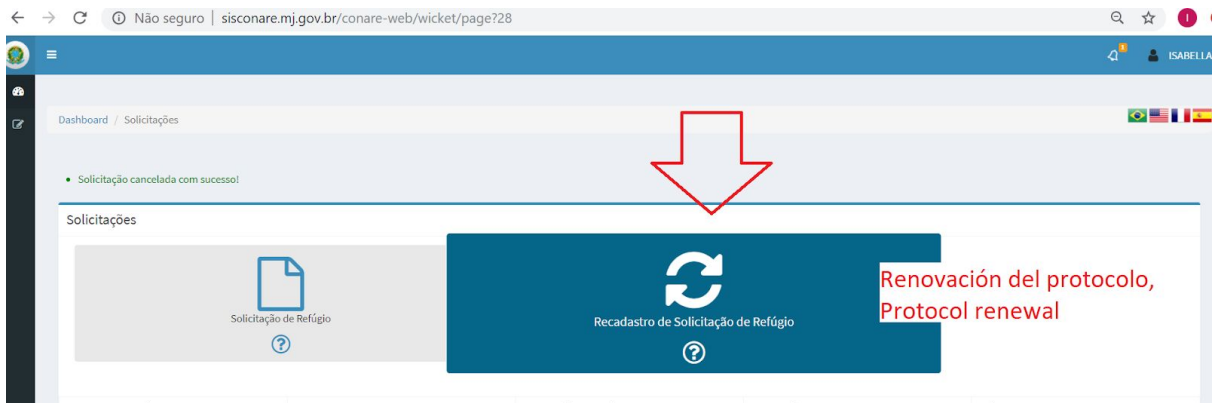 Não seguro | sisconare.mj.gov.br/conare-web/wicket/page?28
ISABELLA
Dashboard / Solicitações
Solicitação cancelada com sucesso!
Solicitações
Solicitação de Refúgio
Recadastro de Solicitação de Refúgio
Renovación del protocolo,
Protocol renewal